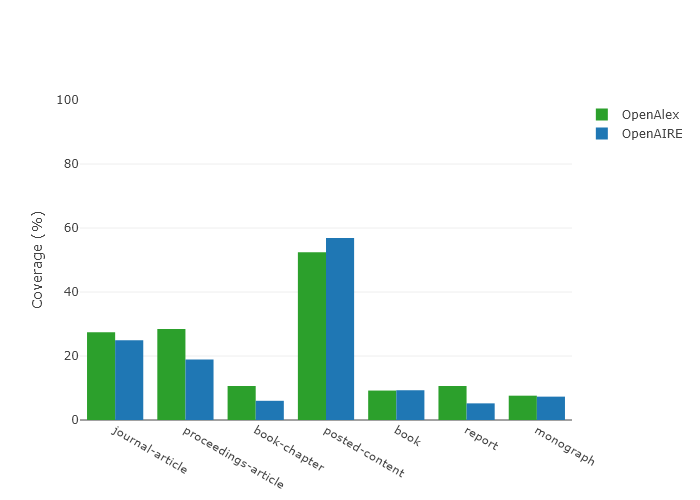 100
80
60
40
20
0
Coverage (%)
journal-article
proceedings-article
book-chapter
posted-content
book
report
monograph
OpenAlex
OpenAIRE